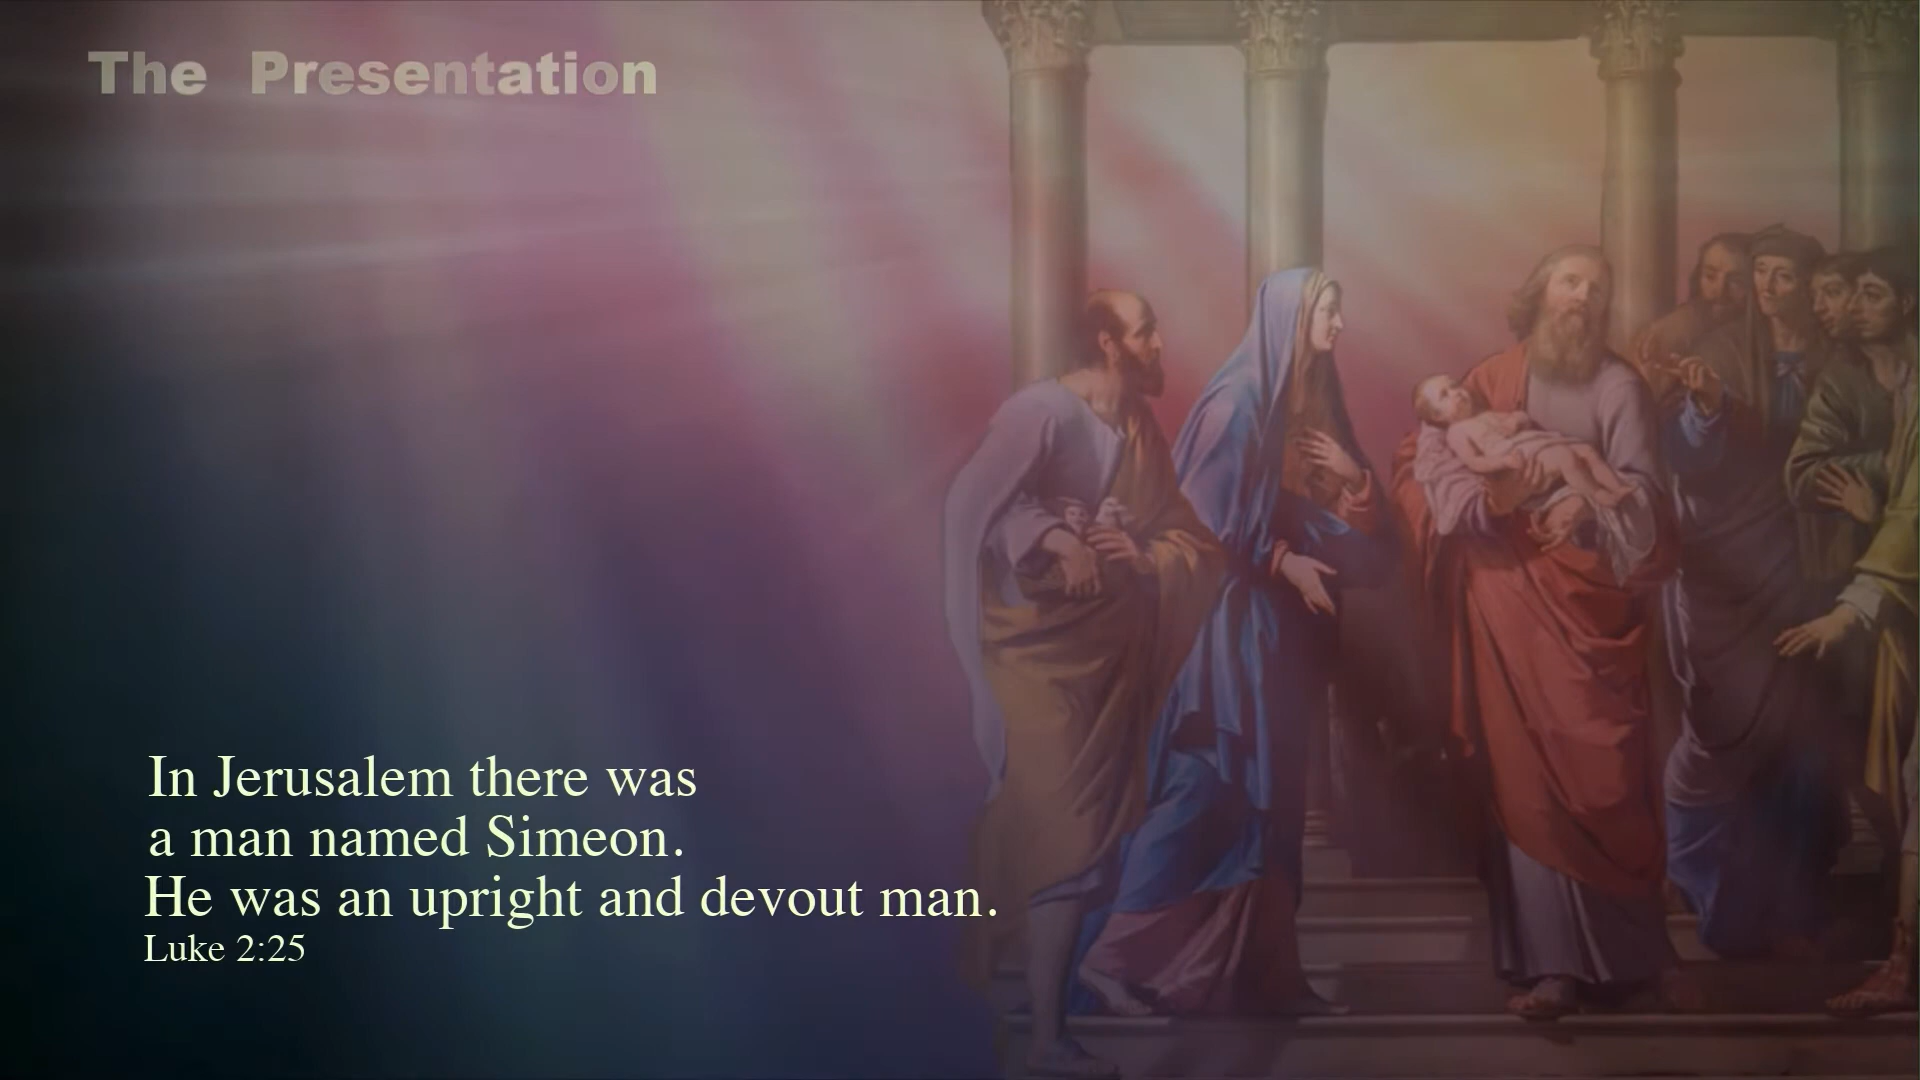 The Presentation
In Jerusalem there was
a man named Simeon.
He was an upright and devout man.
Luke 2:25